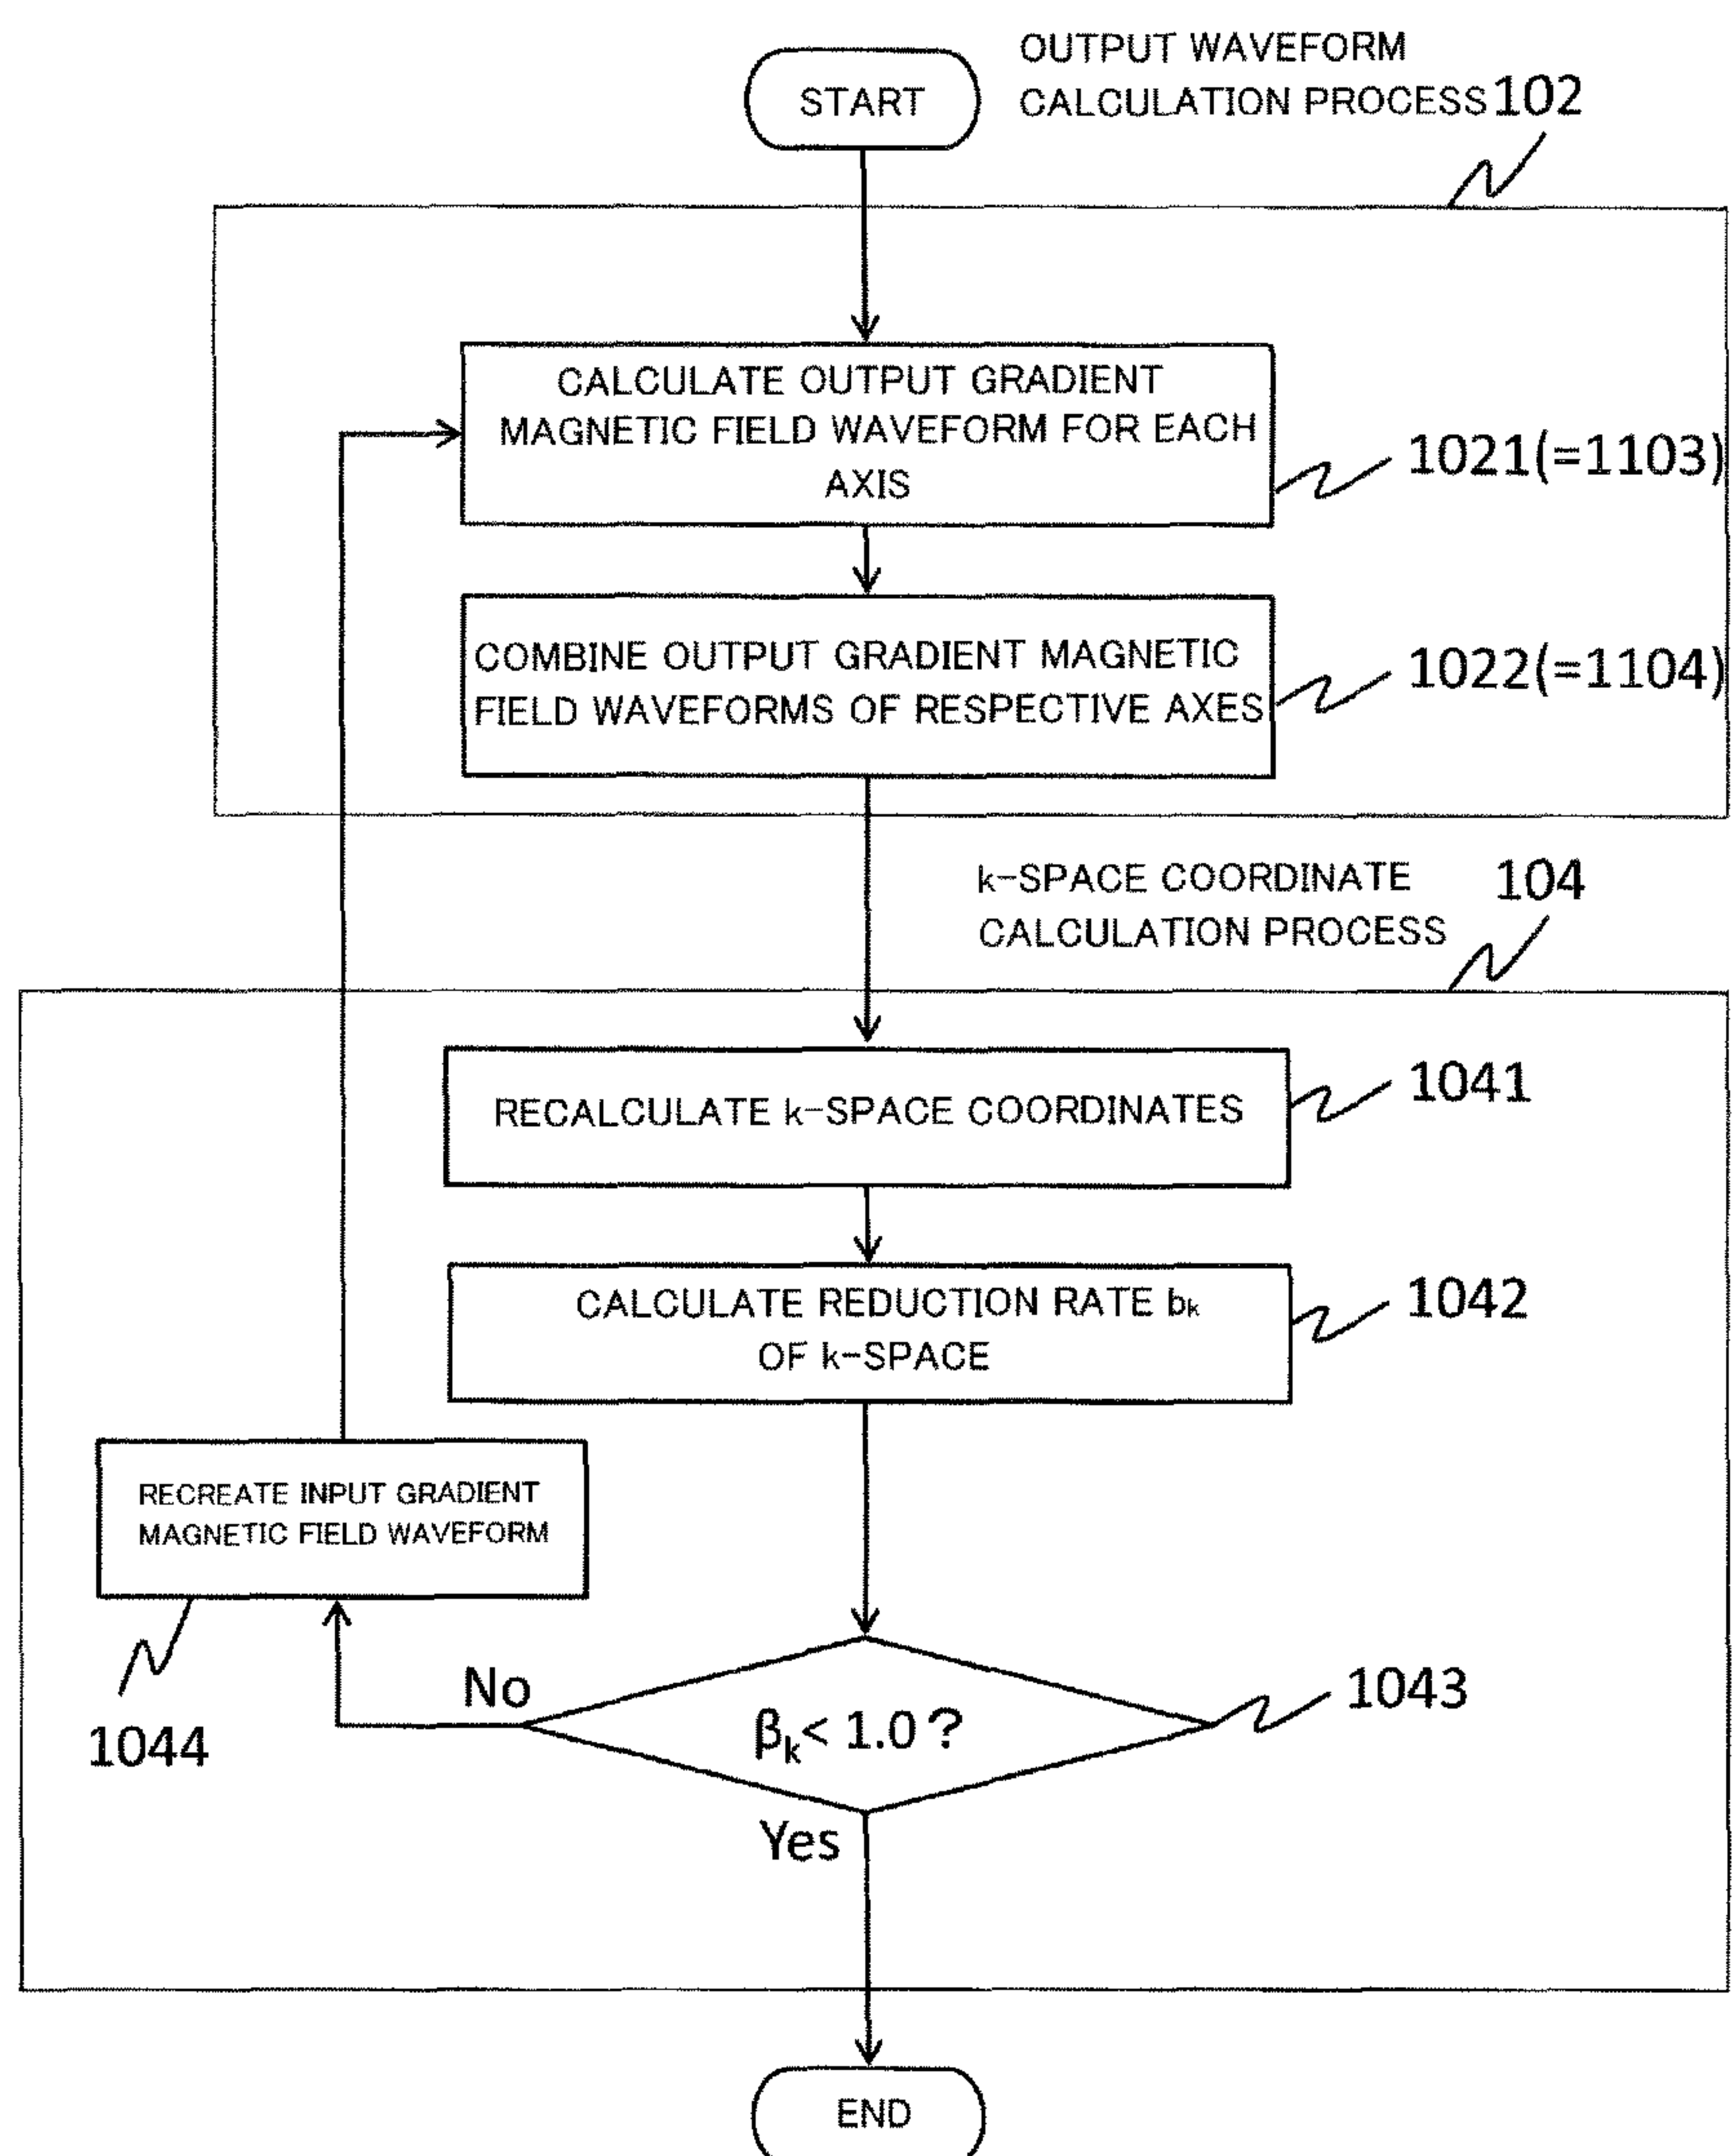 START
OUTPUT WAVEFORM
CALCULATION PROCESS 102
CALCULATE OUTPUT GRADIENT
MAGNETIC FIELD WAVEFORM FOR EACH
AXIS
1021(=1103)
COMBINE OUTPUT GRADIENT MAGNETIC
FIELD WAVEFORMS OF RESPECTIVE AXES
1022(=1104)
k-SPACE COORDINATE 104
CALCULATION PROCESS
RECALCULATE k-SPACE COORDINATES
1041
CALCULATE REDUCTION RATE bₖ
OF k-SPACE
1042
RECREATE INPUT GRADIENT
MAGNETIC FIELD WAVEFORM
1044
No
βₖ< 1.0?
1043
Yes
END